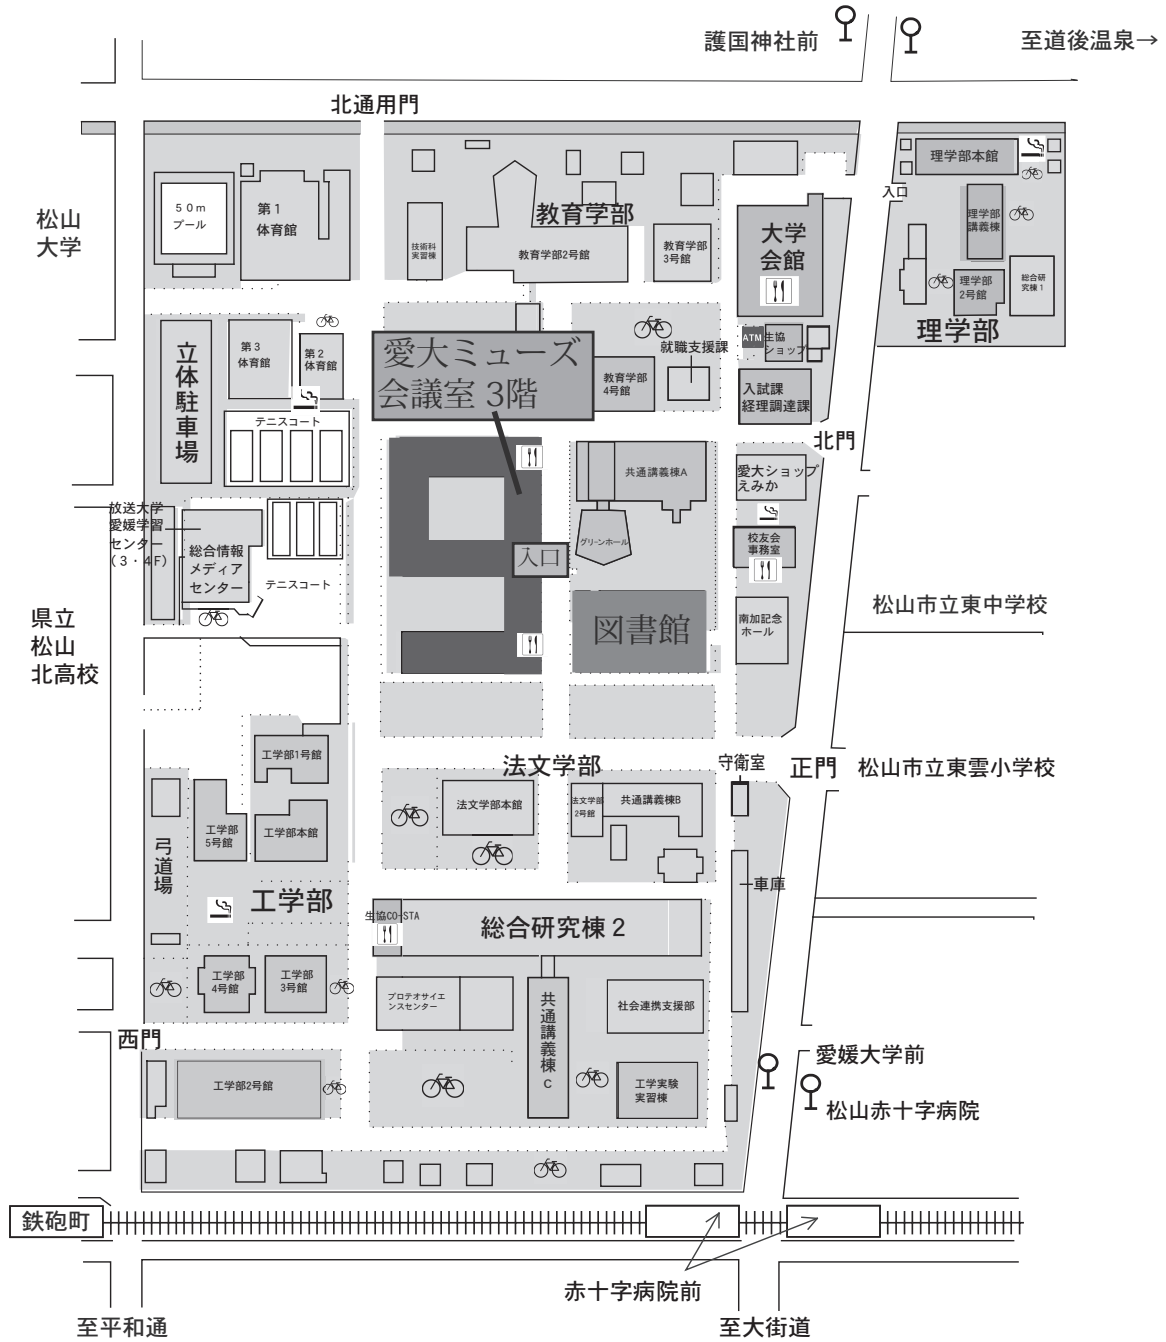 護国神社前
至道後温泉→
北通用門
松山
大学
50m
プール
第1
体育館
技術科
実習棟
教育学部
教育学部2号館
教育学部
3号館
大学
会館
入口
理学部本館
理学部
講義棟
理学部
2号館
総合研
究棟1
理学部
立体駐車場
第3
体育館
第2
体育館
テニスコート
愛大ミューズ
会議室 3階
教育学部
4号館
就職支援課
ATM
生協
ショップ
入試課
経理調達課
北門
放送大学
愛媛学習
センター
(3・4F)
総合情報
メディア
センター
テニスコート
入口
共通講義棟A
グリーンホール
図書館
愛大ショップ
えみか
校友会
事務室
南加記念
ホール
松山市立東中学校
県立
松山
北高校
工学部1号館
工学部
5号館
工学部本館
弓道場
工学部
工学部
4号館
工学部
3号館
西門
工学部2号館
法文学部
法文学部本館
法文学部
2号館
共通講義棟B
守衛室
正門
松山市立東雲小学校
車庫
生協CO-STA
総合研究棟2
プロテオサイエ
ンスセンター
共通講義棟C
社会連携支援部
工学実験
実習棟
愛媛大学前
松山赤十字病院
鉄砲町
赤十字病院前
至平和通
至大街道